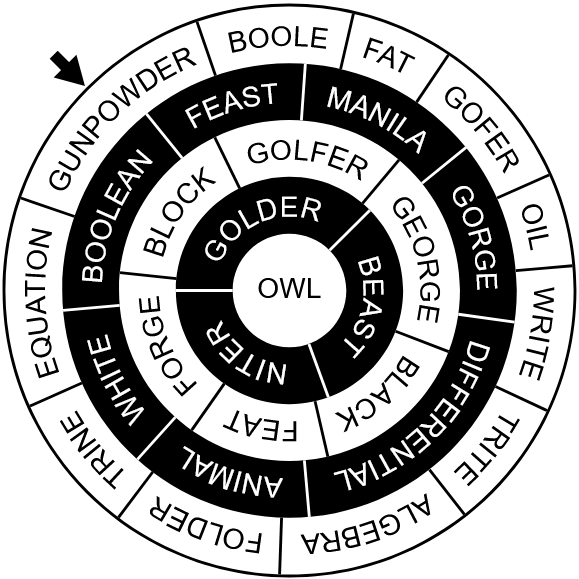 GUNPOWDER
BOOLE
FAT
GOFER
OIL
WRITE
TRITE
ALGEBRA
FOLDER
TRINE
EQUATION
BOOLEAN
FEAST
MANILA
GORGE
DIFFERENTIAL
ANIMAL
WHITE
BLOCK
GOLFER
GEORGE
BLACK
FEAT
FORGE
GOLDER
BEAST
NITER
OWL